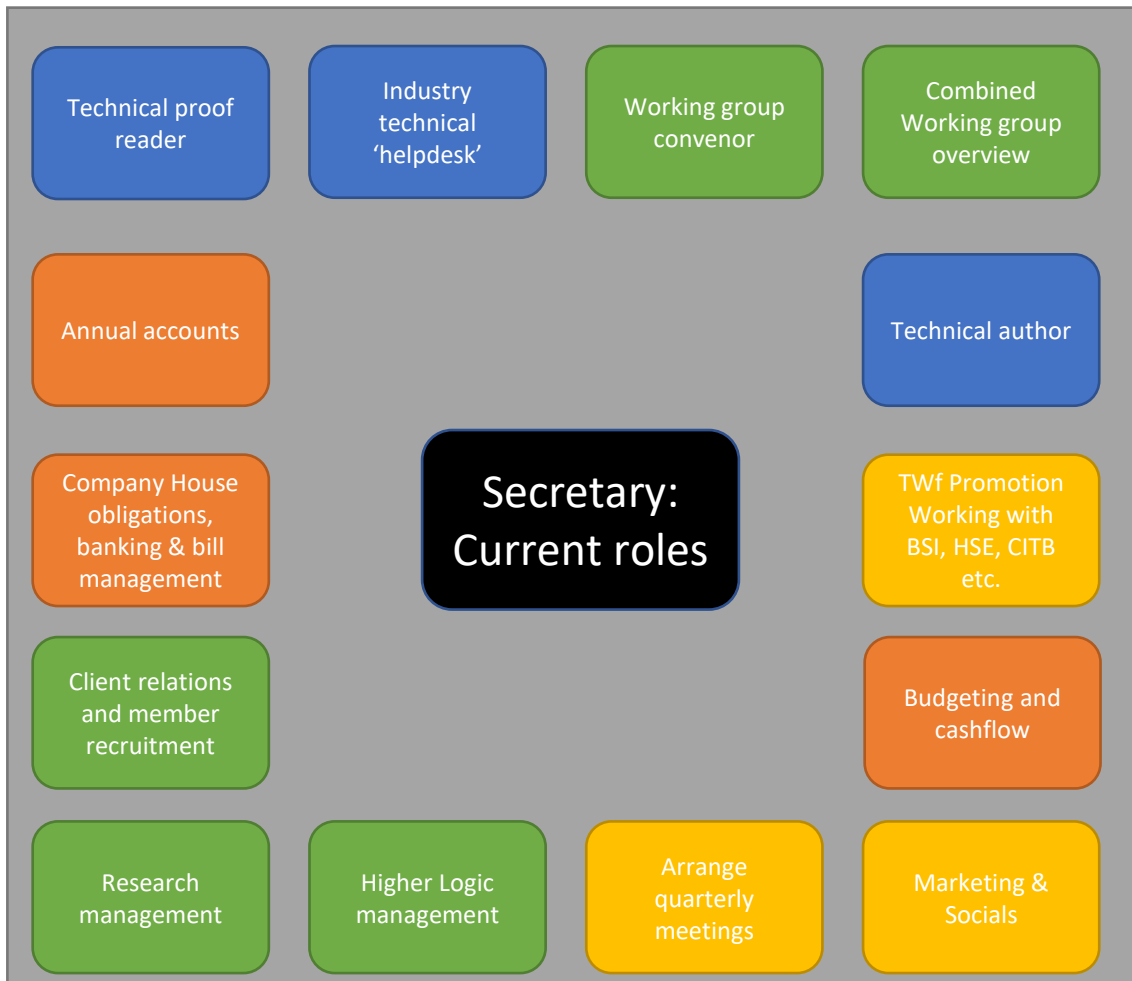 Technical proof
reader
Industry
technical
‘helpdesk’
Working group
convenor
Combined
Working group
overview
Annual accounts
Technical author
Company House
obligations,
banking & bill
management
Secretary:
Current roles
TWf Promotion
Working with
BSI, HSE, CITB
etc.
Client relations
and member
recruitment
Budgeting and
cashflow
Research
management
Higher Logic
management
Arrange
quarterly
meetings
Marketing &
Socials